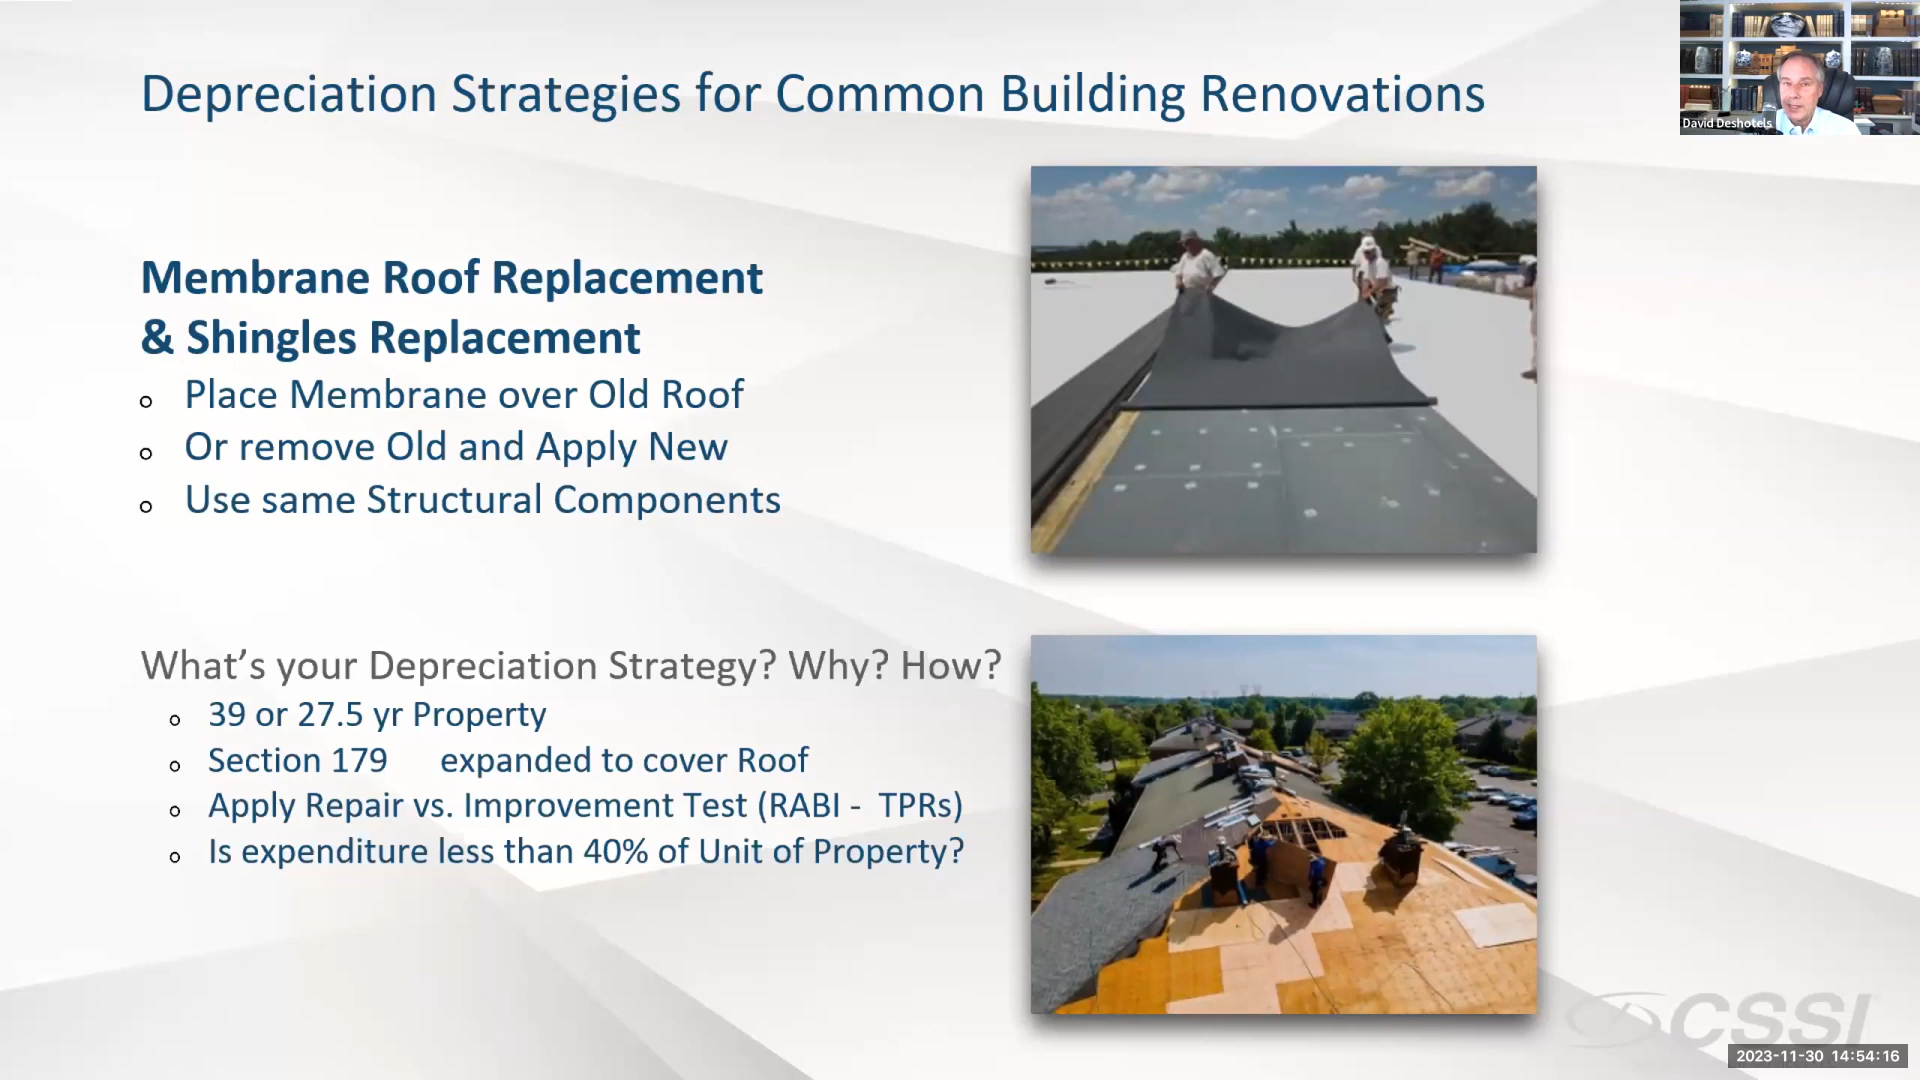 Depreciation Strategies for Common Building Renovations
David Deshotels
Membrane Roof Replacement
& Shingles Replacement
Place Membrane over Old Roof
Or remove Old and Apply New
Use same Structural Components
What’s your Depreciation Strategy? Why? How?
39 or 27.5 yr Property
Section 179 expanded to cover Roof
Apply Repair vs. Improvement Test (RABI - TPRs)
Is expenditure less than 40% of Unit of Property?
CSSI
2023-11-30 14:54:16